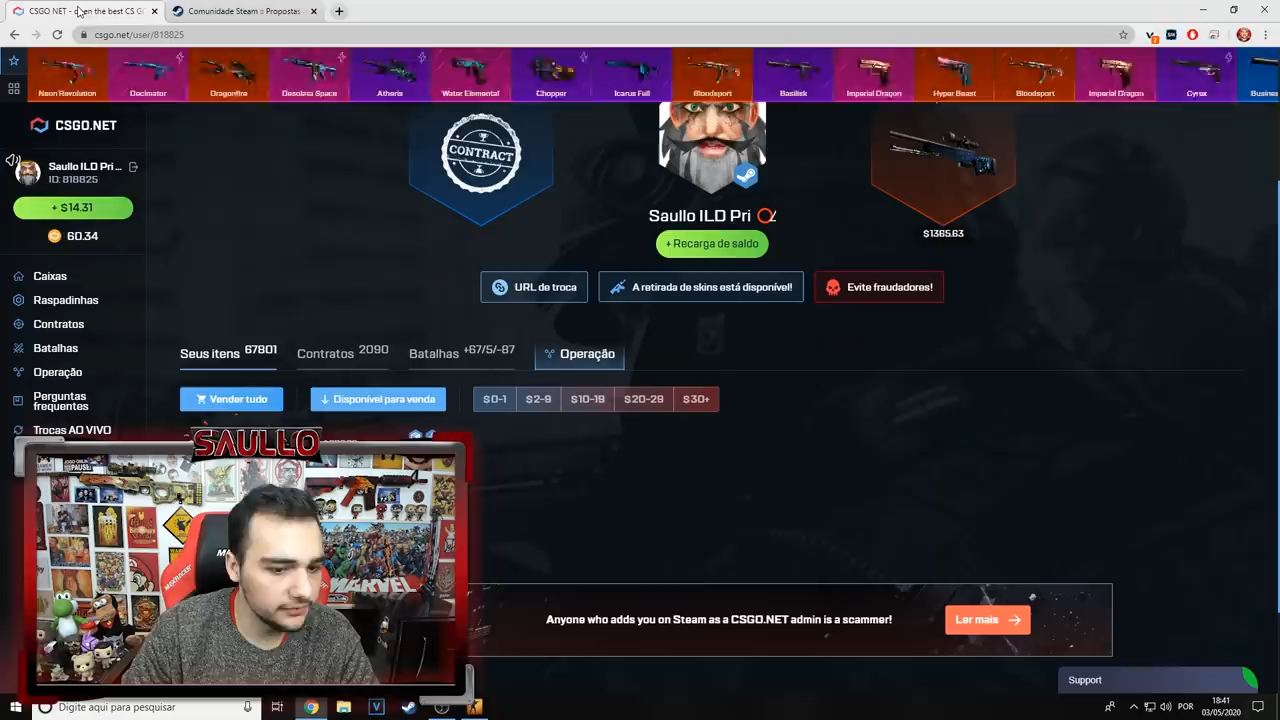 CSGO.NET - Open the best CS G
Comunidade Steam :: Propostas
csgo.net/user/818825
Neon Revolution
Decimator
Dragonfire
Desolate Space
Atheris
Water Elemental
Chopper
Icarus Fell
Bloodsport
Basilisk
Imperial Dragon
Hyper Beast
Bloodsport
Imperial Dragon
Cyrex
Busines
CSGO.NET
Saullo ILD Pri ...
ID: 818825
+ $14.31
60.34
Caixas
Raspadinhas
Contratos
Batalhas
Operação
Perguntas
frequentes
Trocas AO VIVO
CONTRACT
$1365.63
Saullo ILD Pri
+ Recarga de saldo
URL de troca
A retirada de skins está disponível!
Evite fraudadores!
Seus itens 67801
Contratos 2090
Batalhas +67/5/-87
Operação
Vender tudo
Disponível para venda
$0-1
$2-9
$10-19
$20-29
$30+
SAULLO
MARVEL
Anyone who adds you on Steam as a CSGO.NET admin is a scammer!
Ler mais
Support
Digite aqui para pesquisar
POR
18:41
03/05/2020